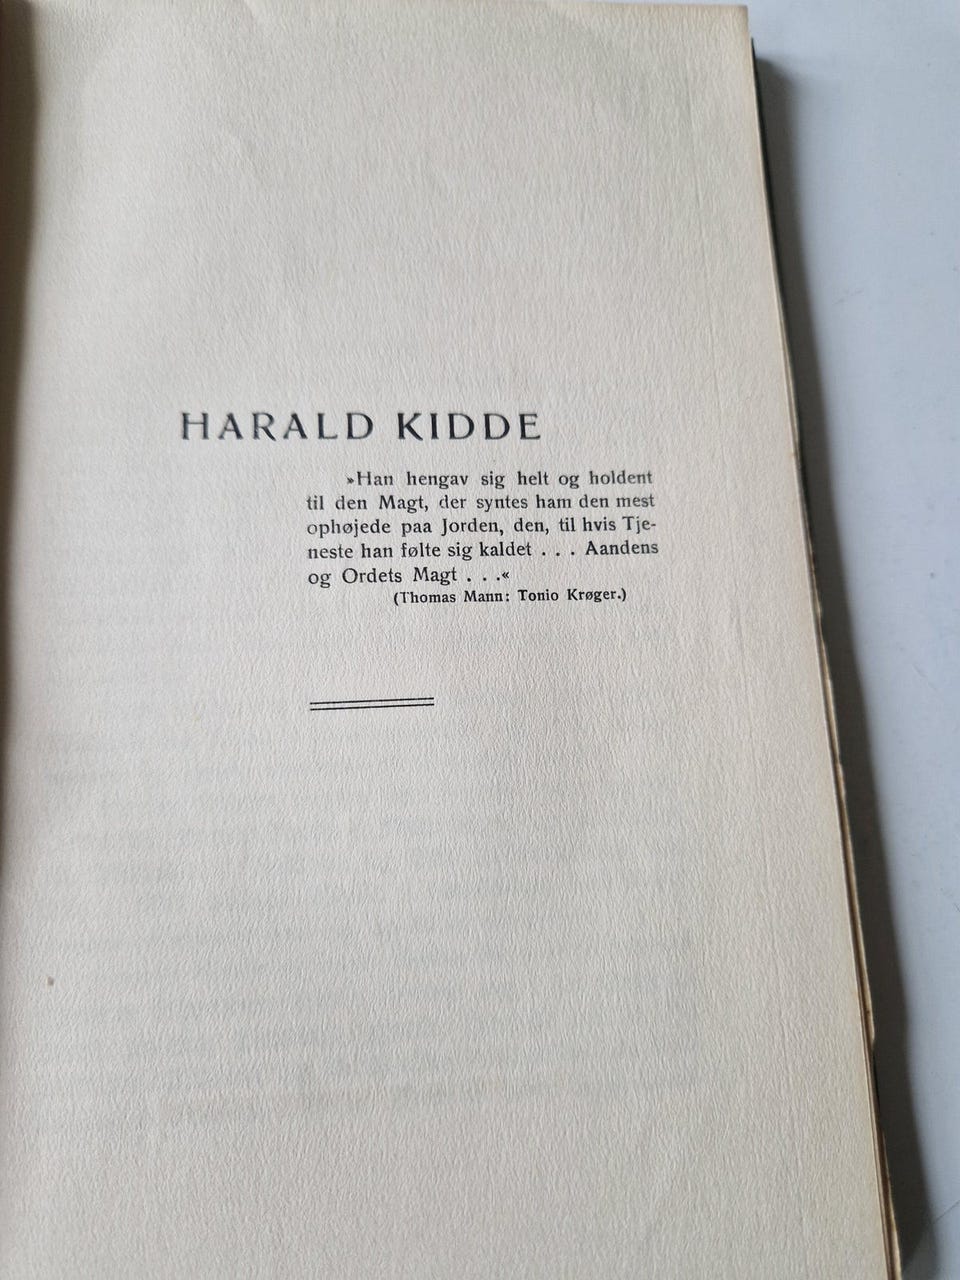 HARALD KIDDE
»Han hengav sig helt og holdent
til den Magt, der syntes ham den mest
ophøjede paa Jorden, den, til hvis Tje-
neste han følte sig kaldet . . . Aandens
og Ordets Magt . . .«
(Thomas Mann: Tonio Krøger.)